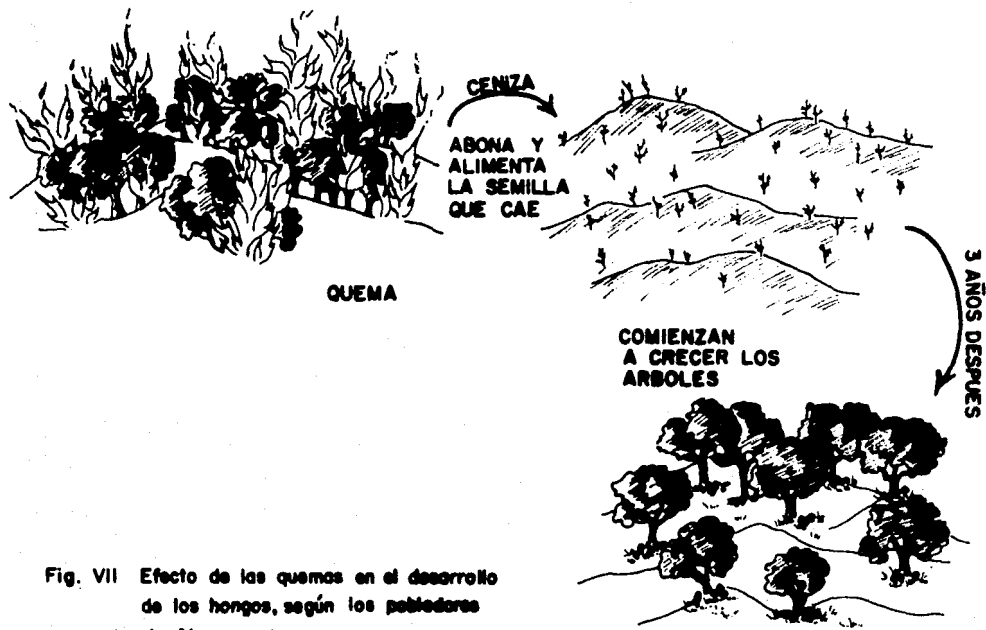 CENIZA
ABONA Y
ALIMENTA
LA SEMILLA
QUE CAE
QUEMA
3 AÑOS DESPUES
COMIENZAN
A CRECER LOS
ARBOLES
Fig. VII Efecto de las quemas en el desarrollo
de los hongos, según los pobladores